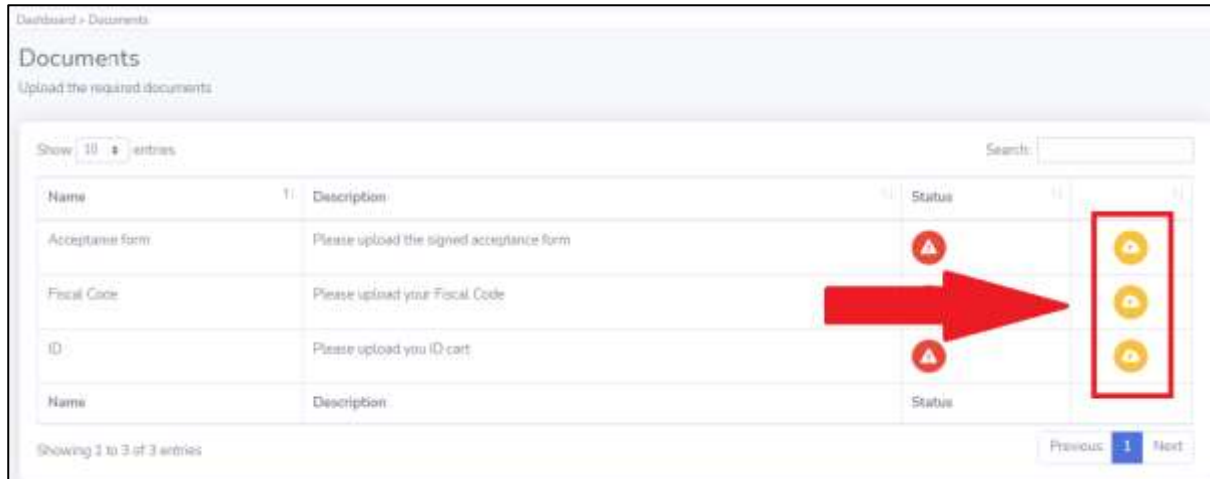 Dashboard > Documents
Documents
Upload the required documents
Show 10 entries
Search:
Name Description Status
Acceptance form Please upload the signed acceptance form
Fiscal Code Please upload your Fiscal Code
ID Please upload you ID cart
Name Description Status
Showing 1 to 3 of 3 entries
Previous 1 Next